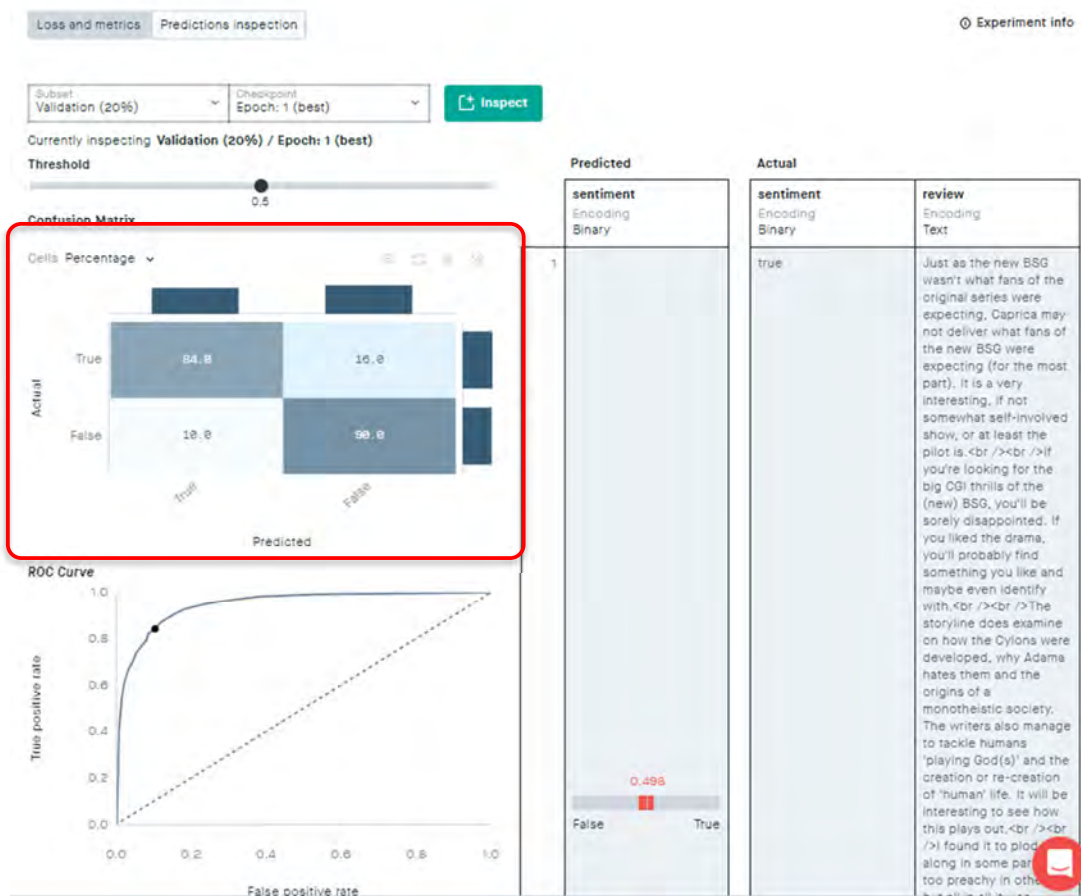 Loss and metrics
Predictions inspection
Experiment info
Subset
Validation (20%)
Checkpoint
Epoch: 1 (best)
Inspect
Currently inspecting Validation (20%) / Epoch: 1 (best)
Threshold
0.5
Confusion Matrix
Cells Percentage
True
84.0
16.0
False
10.0
90.0
Actual
True
False
Predicted
ROC Curve
1.0
0.8
0.6
0.4
0.2
0.0
True positive rate
0.0
0.2
0.4
0.6
0.8
1.0
False positive rate
Predicted
sentiment
Encoding
Binary
1
0.498
False
True
Actual
sentiment
Encoding
Binary
true
review
Encoding
Text
Just as the new BSG
wasn't what fans of the
original series were
expecting, Caprica may
not deliver what fans of
the new BSG were
expecting (for the most
part). It is a very
interesting, if not
somewhat self-involved
show, or at least the
pilot is.<br /><br />If
you're looking for the
big CGI thrills of the
(new) BSG, you'll be
sorely disappointed. If
you liked the drama,
you'll probably find
something you like and
maybe even identify
with.<br /><br />The
storyline does examine
on how the Cylons were
developed, why Adama
hates them and the
origins of a
monotheistic society.
The writers also manage
to tackle humans
'playing God(s)' and the
creation or re-creation
of 'human' life. It will be
interesting to see how
this plays out.<br /><br
/>I found it to plod
along in some par
too preachy in oth